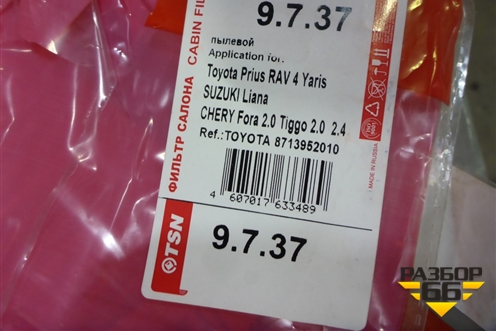 9.7.37
пылевой
Application for:
Toyota Prius RAV 4 Yaris
SUZUKI Liana
CHERY Fora 2.0 Tiggo 2.0 2.4
Ref.:TOYOTA 8713952010
4 607017 633489
9.7.37
ФИЛЬТР САЛОНА
CABIN FIL
TSN
ISO 9001
MADE IN RUSSIA
РАЗБОР
66